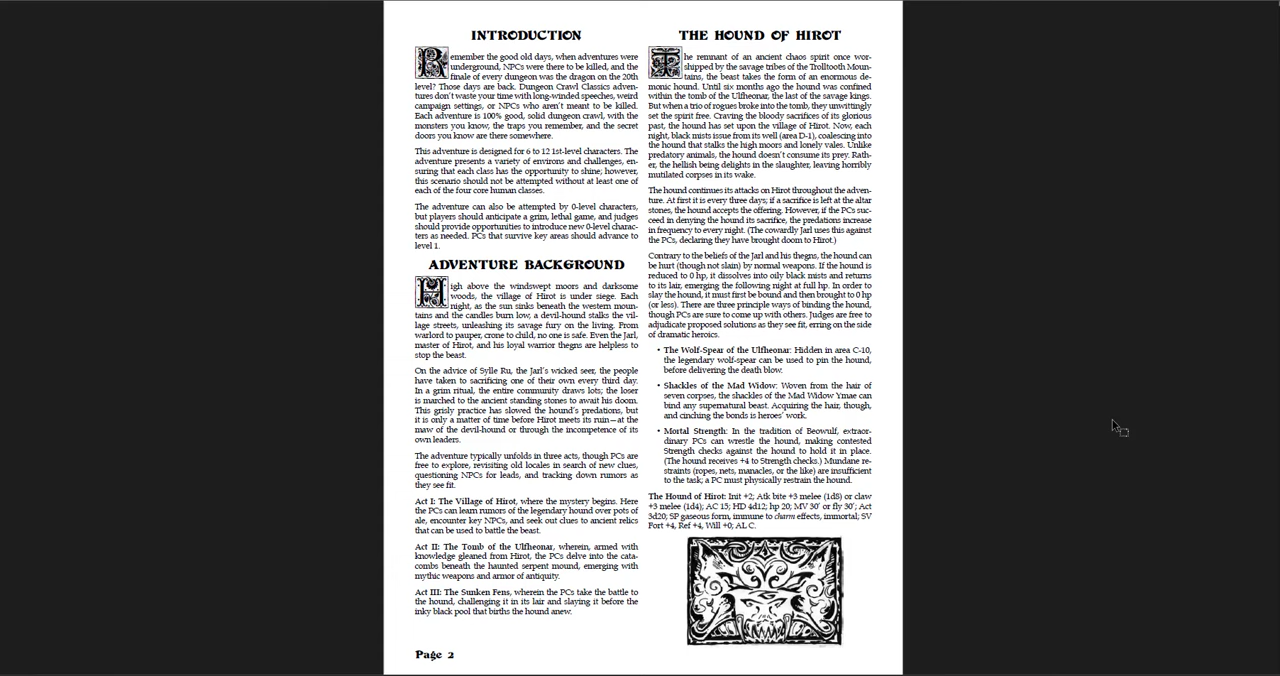 INTRODUCTION
Remember the good old days, when adventures were
underground, NPCs were there to be killed, and the
finale of every dungeon was the dragon on the 20th
level? Those days are back. Dungeon Crawl Classics adven-
tures don't waste your time with long-winded speeches, weird
campaign settings, or NPCs who aren't meant to be killed.
Each adventure is 100% good, solid dungeon crawl, with the
monsters you know, the traps you remember, and the secret
doors you know are there somewhere.
This adventure is designed for 6 to 12 1st-level characters. The
adventure presents a variety of environs and challenges, en-
suring that each class has the opportunity to shine; however,
this scenario should not be attempted without at least one of
each of the four core human classes.
The adventure can also be attempted by 0-level characters,
but players should anticipate a grim, lethal game, and judges
should provide opportunities to introduce new 0-level charac-
ters as needed. PCs that survive key areas should advance to
level 1.
ADVENTURE BACKGROUND
High above the windswept moors and darksome
woods, the village of Hirot is under siege. Each
night, as the sun sinks beneath the western moun-
tains and the candles burn low, a devil-hound stalks the vil-
lage streets, unleashing its savage fury on the living. From
warlord to pauper, crone to child, no one is safe. Even the Jarl,
master of Hirot, and his loyal warrior thegns are helpless to
stop the beast.
On the advice of Sylle Ru, the Jarl's wicked seer, the people
have taken to sacrificing one of their own every third day.
In a grim ritual, the entire community draws lots; the loser
is marched to the ancient standing stones to await his doom.
This grisly practice has slowed the hound's predations, but
it is only a matter of time before Hirot meets its ruin—at the
maw of the devil-hound or through the incompetence of its
own leaders.
The adventure typically unfolds in three acts, though PCs are
free to explore, revisiting old locales in search of new clues,
questioning NPCs for leads, and tracking down rumors as
they see fit.
Act I: The Village of Hirot, where the mystery begins. Here
the PCs can learn rumors of the legendary hound over pots of
ale, encounter key NPCs, and seek out clues to ancient relics
that can be used to battle the beast.
Act II: The Tomb of the Ulfheonar, wherein, armed with
knowledge gleaned from Hirot, the PCs delve into the cata-
combs beneath the haunted serpent mound, emerging with
mythic weapons and armor of antiquity.
Act III: The Sunken Fens, wherein the PCs take the battle to
the hound, challenging it in its lair and slaying it before the
inky black pool that births the hound anew.
Page 2
THE HOUND OF HIROT
The remnant of an ancient chaos spirit once wor-
shipped by the savage tribes of the Trolltooth Moun-
tains, the beast takes the form of an enormous de-
monic hound. Until six months ago the hound was confined
within the tomb of the Ulfheonar, the last of the savage kings.
But when a trio of rogues broke into the tomb, they unwittingly
set the spirit free. Craving the bloody sacrifices of its glorious
past, the hound has set upon the village of Hirot. Now, each
night, black mists issue from its well (area D-1), coalescing into
the hound that stalks the high moors and lonely vales. Unlike
predatory animals, the hound doesn't consume its prey. Rath-
er, the hellish being delights in the slaughter, leaving horribly
mutilated corpses in its wake.
The hound continues its attacks on Hirot throughout the adven-
ture. At first it is every three days; if a sacrifice is left at the altar
stones, the hound accepts the offering. However, if the PCs suc-
ceed in denying the hound its sacrifice, the predations increase
in frequency to every night. (The cowardly Jarl uses this against
the PCs, declaring they have brought doom to Hirot.)
Contrary to the beliefs of the Jarl and his thegns, the hound can
be hurt (though not slain) by normal weapons. If the hound is
reduced to 0 hp, it dissolves into oily black mists and returns
to its lair, emerging the following night at full hp. In order to
slay the hound, it must first be bound and then brought to 0 hp
(or less). There are three principle ways of binding the hound,
though PCs are sure to come up with others. Judges are free to
adjudicate proposed solutions as they see fit, erring on the side
of dramatic heroics.
• The Wolf-Spear of the Ulfheonar: Hidden in area C-10,
the legendary wolf-spear can be used to pin the hound,
before delivering the death blow.
• Shackles of the Mad Widow: Woven from the hair of
seven corpses, the shackles of the Mad Widow Ymae can
bind any supernatural beast. Acquiring the hair, though,
and cinching the bonds is heroes' work.
• Mortal Strength: In the tradition of Beowulf, extraor-
dinary PCs can wrestle the hound, making contested
Strength checks against the hound to hold it in place.
(The hound receives +4 to Strength checks.) Mundane re-
straints (ropes, nets, manacles, or the like) are insufficient
to the task; a PC must physically restrain the hound.
The Hound of Hirot: Init +2; Atk bite +3 melee (1d8) or claw
+3 melee (1d4); AC 15; HD 4d12; hp 20; MV 30' or fly 30'; Act
3d20; SP gaseous form, immune to charm effects, immortal; SV
Fort +4, Ref +4, Will +0; AL C.